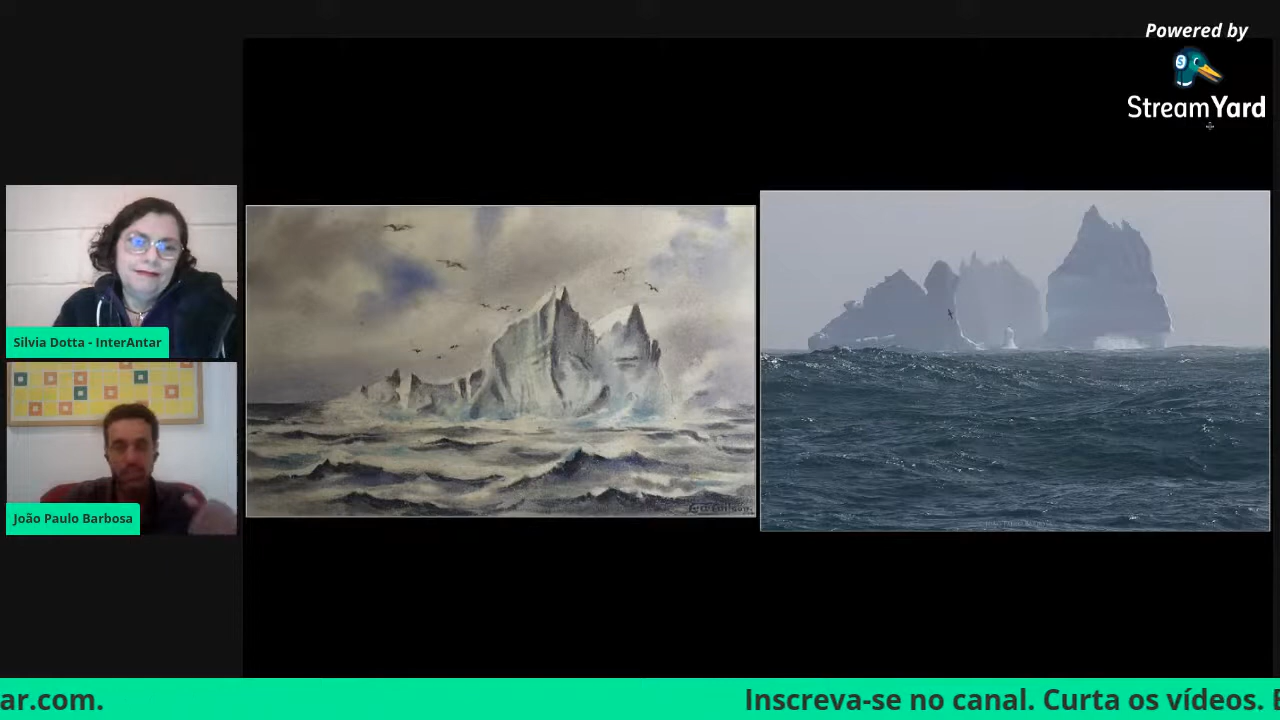 Powered by
StreamYard
Silvia Dotta - InterAntar
João Paulo Barbosa
ar.com.
Inscreva-se no canal. Curta os vídeos. E